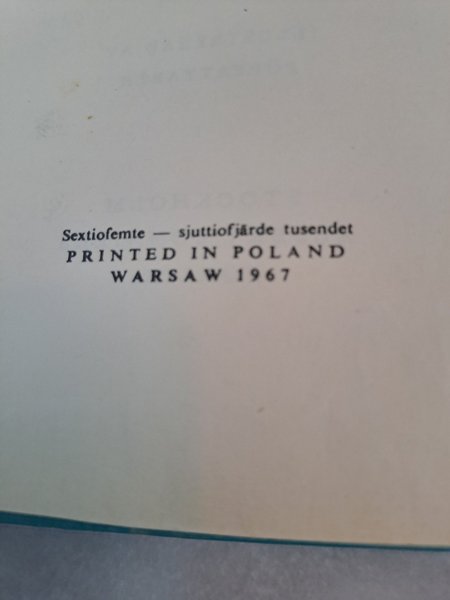 Sextiofemte — sjuttiofjärde tusendet
PRINTED IN POLAND
WARSAW 1967